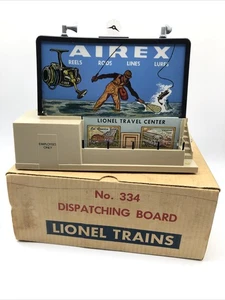 AIREX
REELS RODS LINES LURES
LIONEL TRAVEL CENTER
No. 334
DISPATCHING BOARD
LIONEL TRAINS